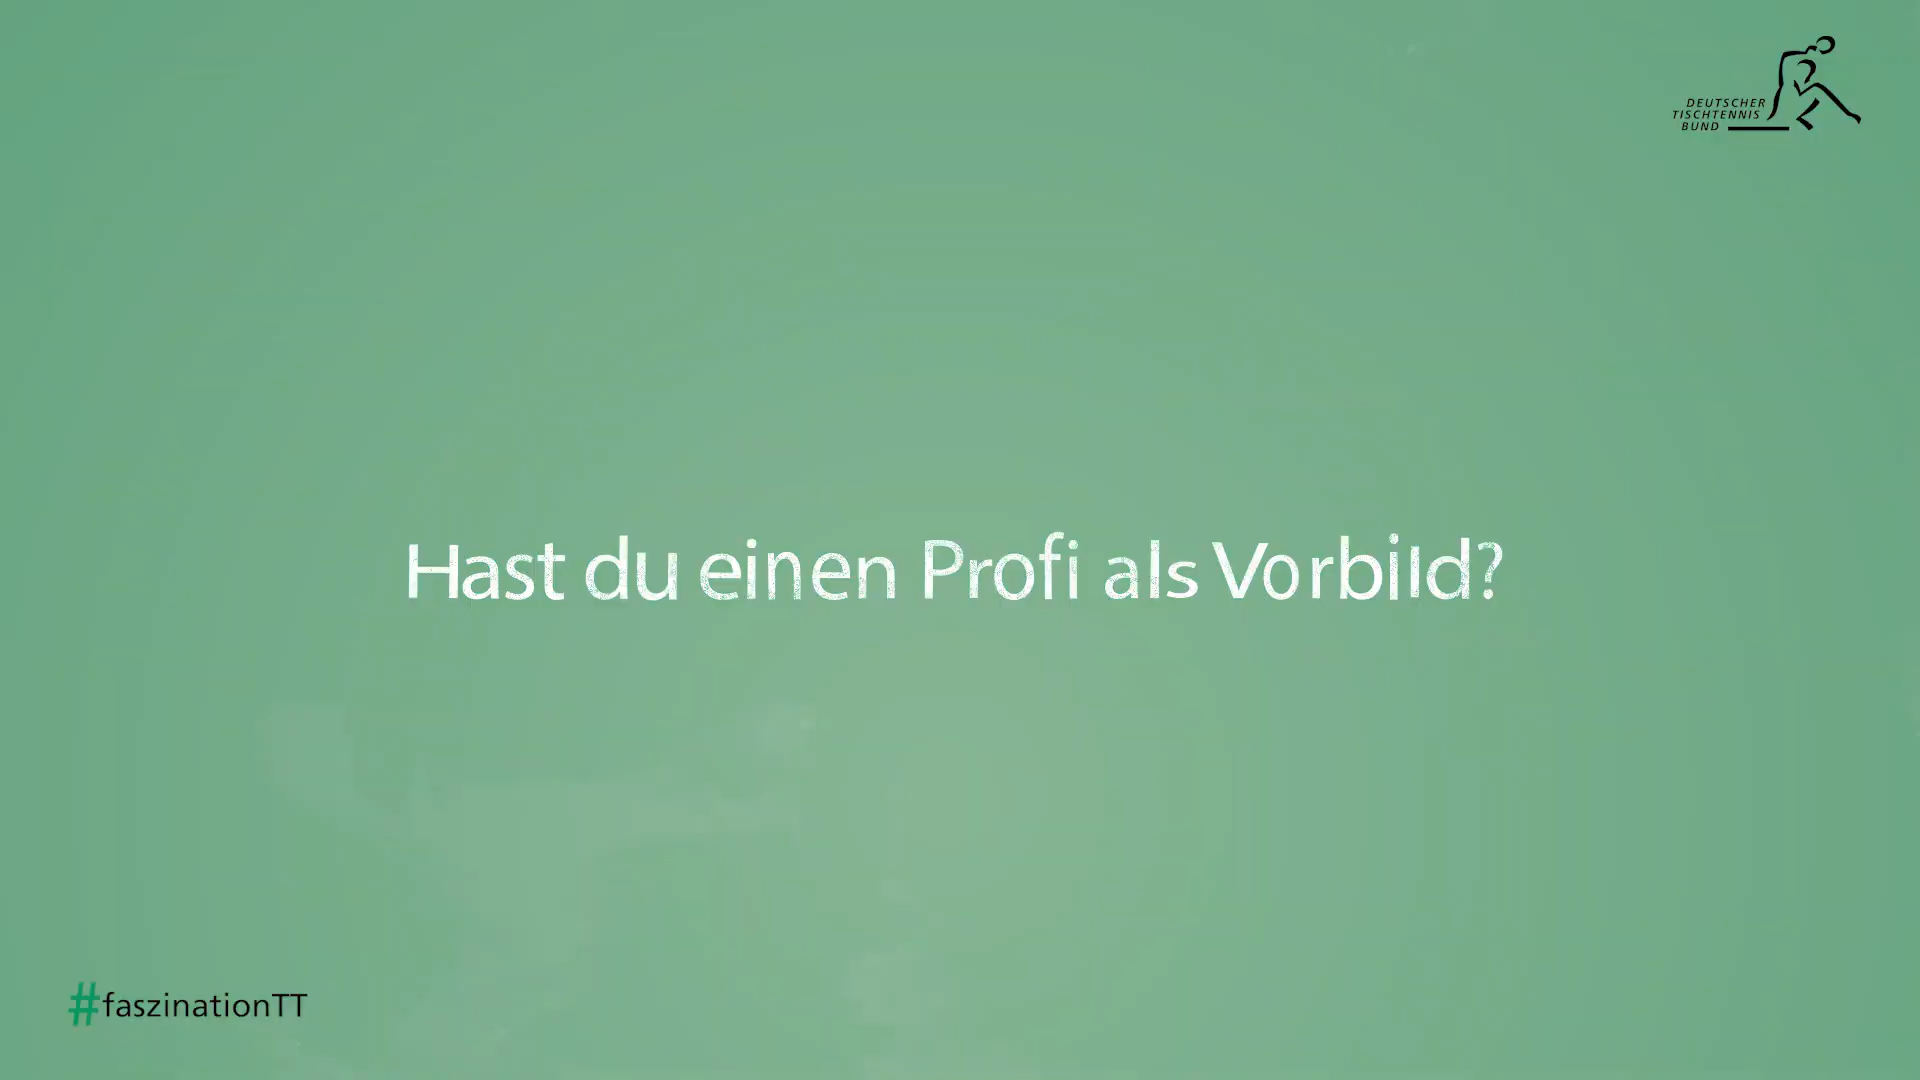 DEUTSCHER
TISCHTENNIS
BUND
Hast du einen Profi als Vorbild?
#faszinationTT